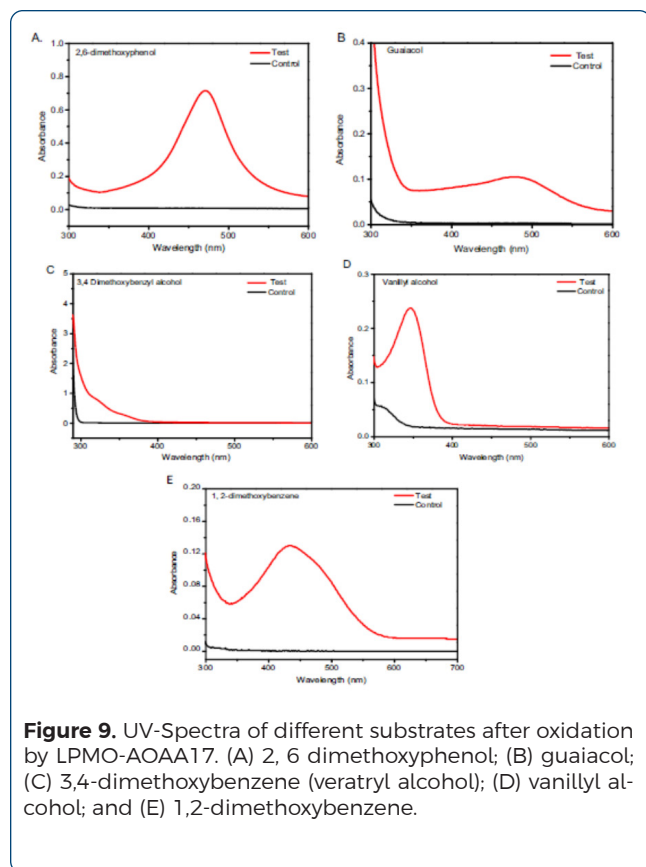 A.
2,6-dimethoxyphenol
Test
Control
1.0
0.8
0.6
0.4
0.2
0.0
Absorbance
300 400 500 600
Wavelength (nm)
B
Guaiacol
Test
Control
0.4
0.3
0.2
0.1
0.0
Absorbance
300 400 500 600
Wavelength (nm)
C
3,4 Dimethoxybenzyl alcohol
Test
Control
5
4
3
2
1
0
Absorbance
300 400 500 600
Wavelength (nm)
D
Vanillyl alcohol
Test
Control
0.3
0.2
0.1
0.0
Absorbance
300 400 500 600
Wavelength (nm)
E
1, 2-dimethoxybenzene
Test
Control
0.20
0.16
0.12
0.08
0.04
0.00
Absorbance
300 400 500 600 700
Wavelength (nm)
Figure 9. UV-Spectra of different substrates after oxidation
by LPMO-AOAA17. (A) 2, 6 dimethoxyphenol; (B) guaiacol;
(C) 3,4-dimethoxybenzene (veratryl alcohol); (D) vanillyl al-
cohol; and (E) 1,2-dimethoxybenzene.